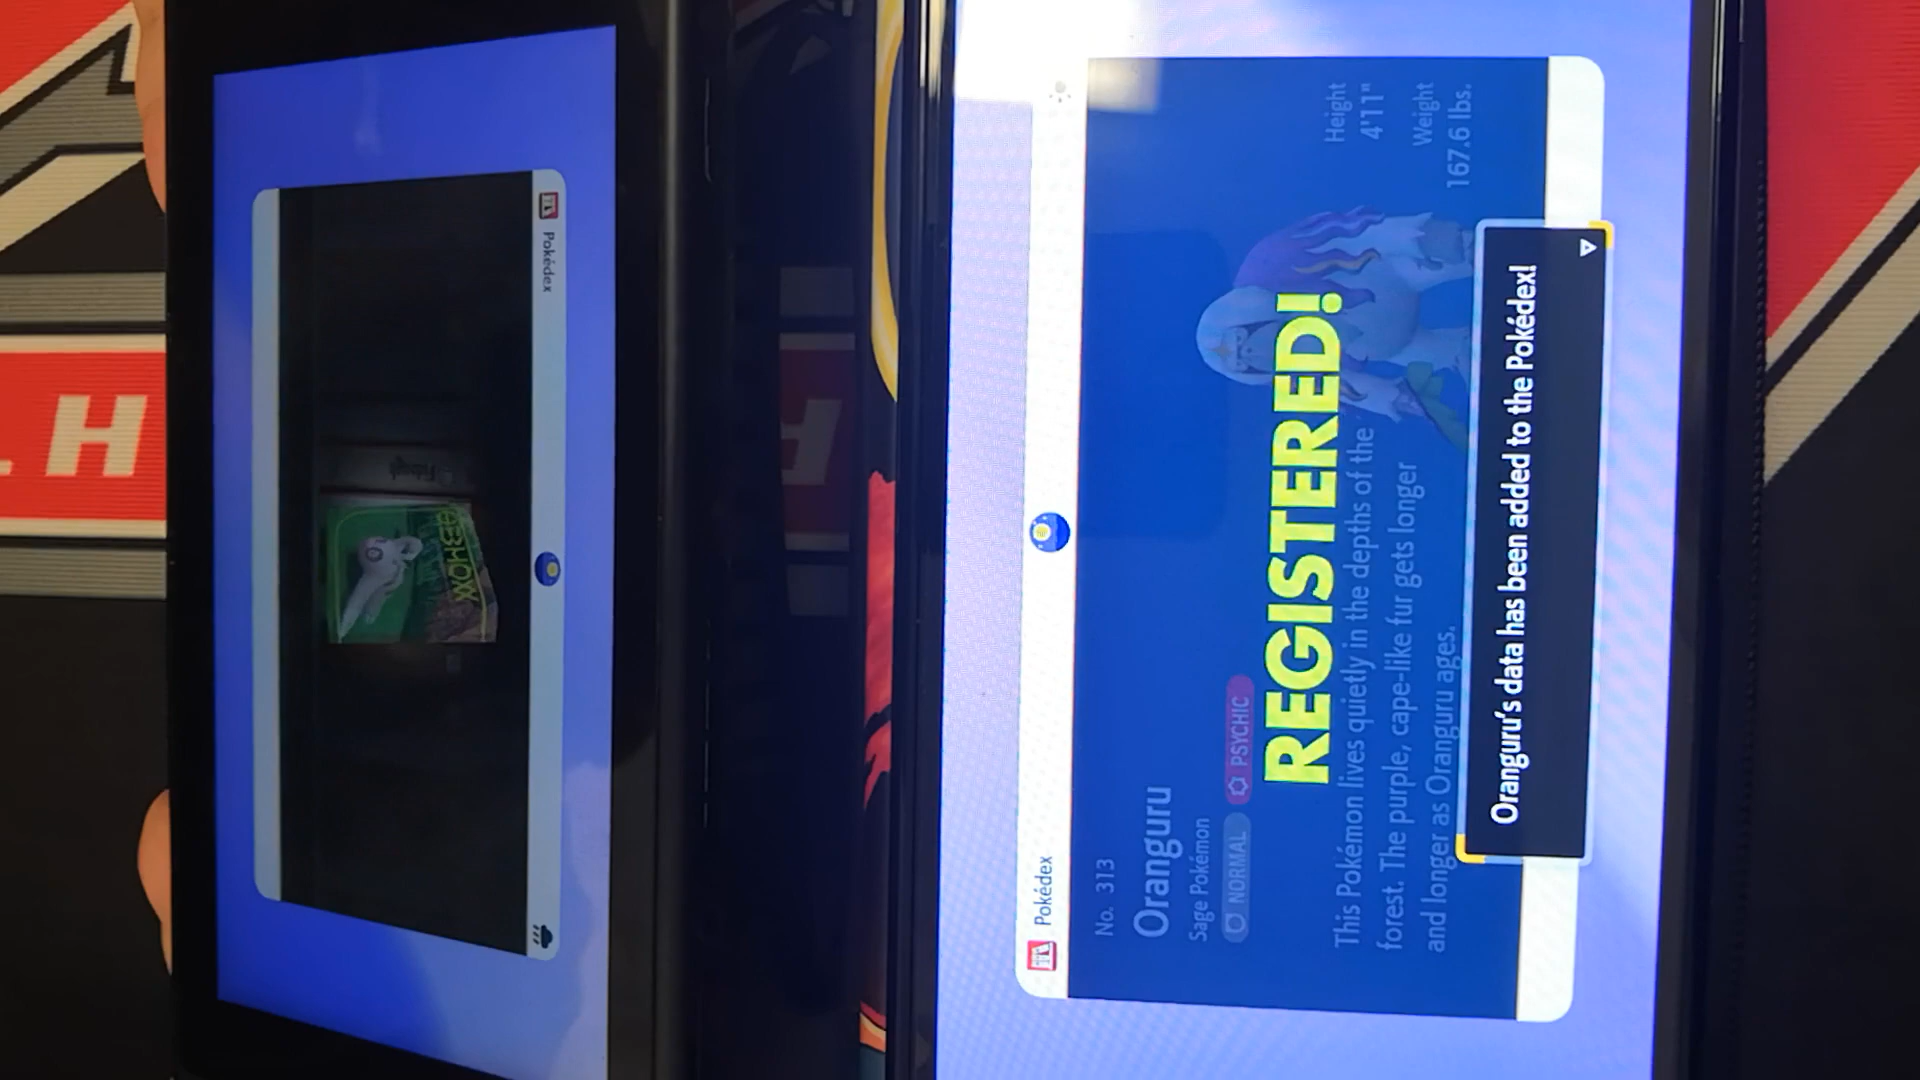 Pokédex
No. 313
Oranguru
Sage Pokémon
NORMAL PSYCHIC
Height
4'11"
Weight
167.6 lbs.
REGISTERED!
This Pokémon lives quietly in the depths of the
forest. The purple, cape-like fur gets longer
and longer as Oranguru ages.
Oranguru's data has been added to the Pokédex!
Pokédex
Fidough
H